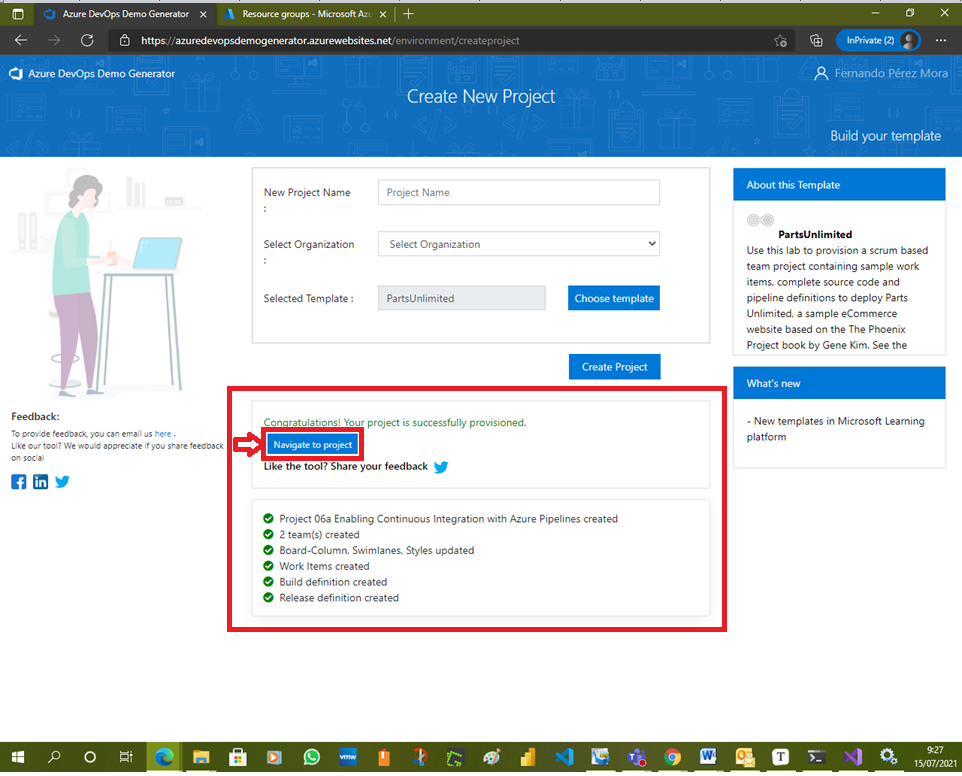 Azure DevOps Demo Generator
Resource groups - Microsoft Azu
https://azuredevopsdemogenerator.azurewebsites.net/environment/createproject
InPrivate (2)
Azure DevOps Demo Generator
Fernando Pérez Mora
Create New Project
Build your template
New Project Name
:
Project Name
Select Organization
:
Select Organization
Selected Template :
PartsUnlimited
Choose template
Create Project
About this Template
PartsUnlimited
Use this lab to provision a scrum based
team project containing sample work
items, complete source code and
pipeline definitions to deploy Parts
Unlimited, a sample eCommerce
website based on the The Phoenix
Project book by Gene Kim. See the
What's new
- New templates in Microsoft Learning
platform
Feedback:
To provide feedback, you can email us here .
Like our tool? We would appreciate if you share feedback
on social
Congratulations! Your project is successfully provisioned.
Navigate to project
Like the tool? Share your feedback
Project 06a Enabling Continuous Integration with Azure Pipelines created
2 team(s) created
Board-Column, Swimlanes, Styles updated
Work Items created
Build definition created
Release definition created
vmw
9:27
15/07/2021